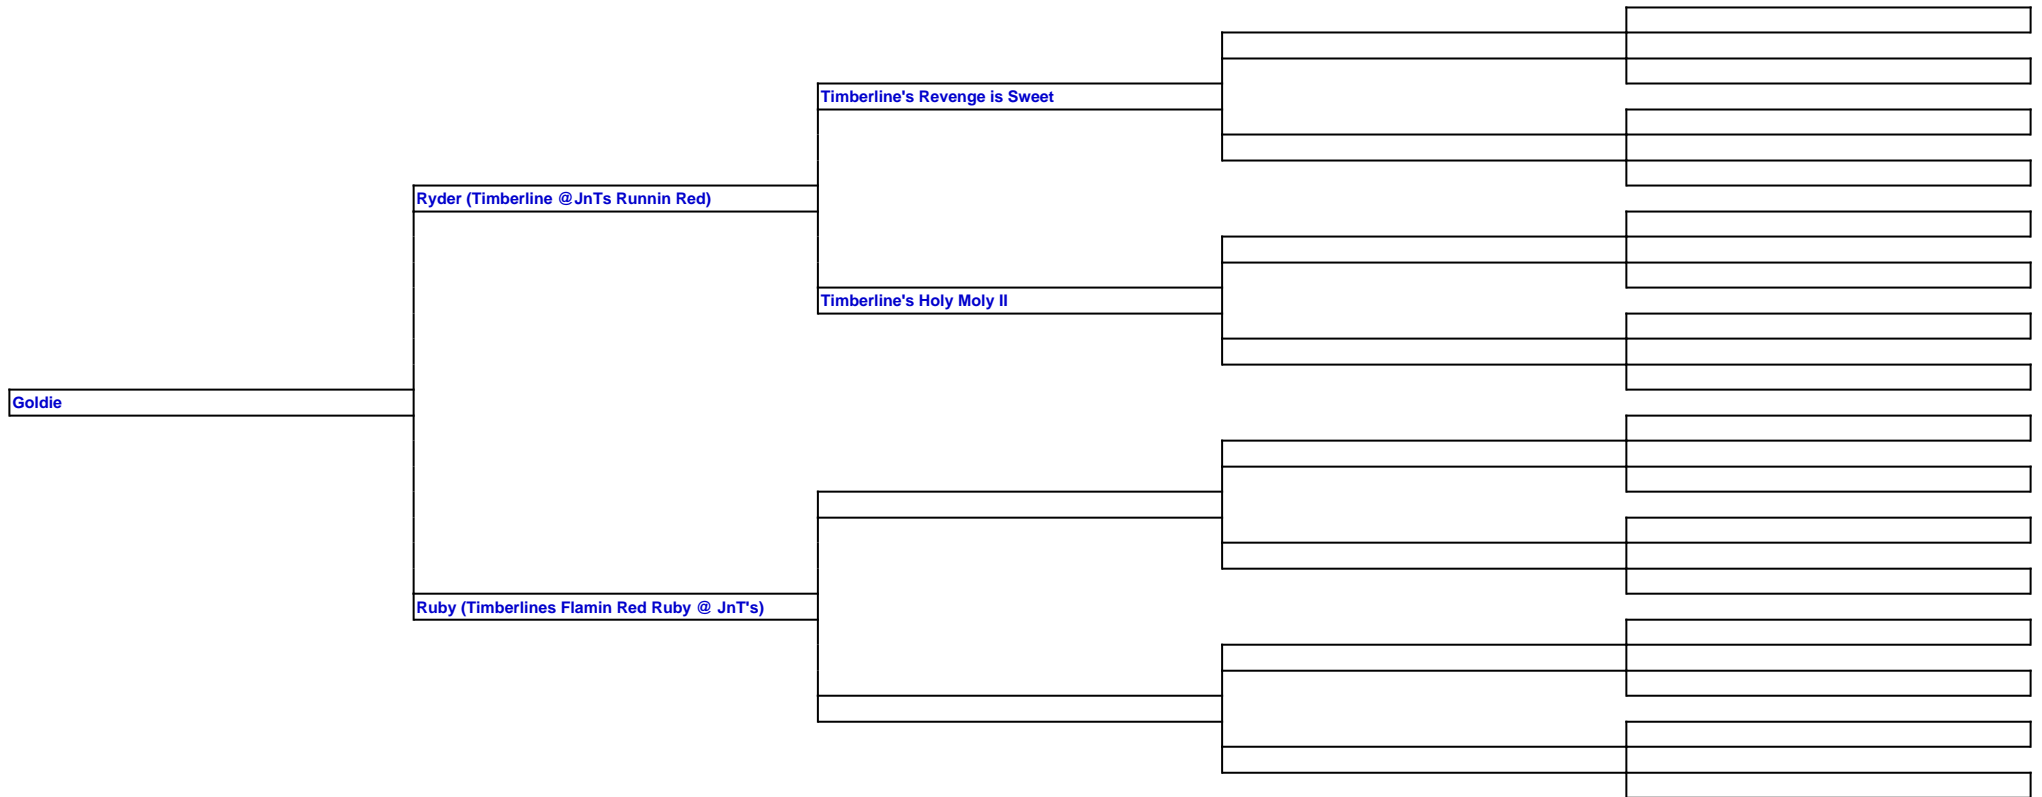 Timberline's Revenge is Sweet
Ryder (Timberline @JnTs Runnin Red)
Timberline's Holy Moly II
Goldie
Ruby (Timberlines Flamin Red Ruby @ JnT's)